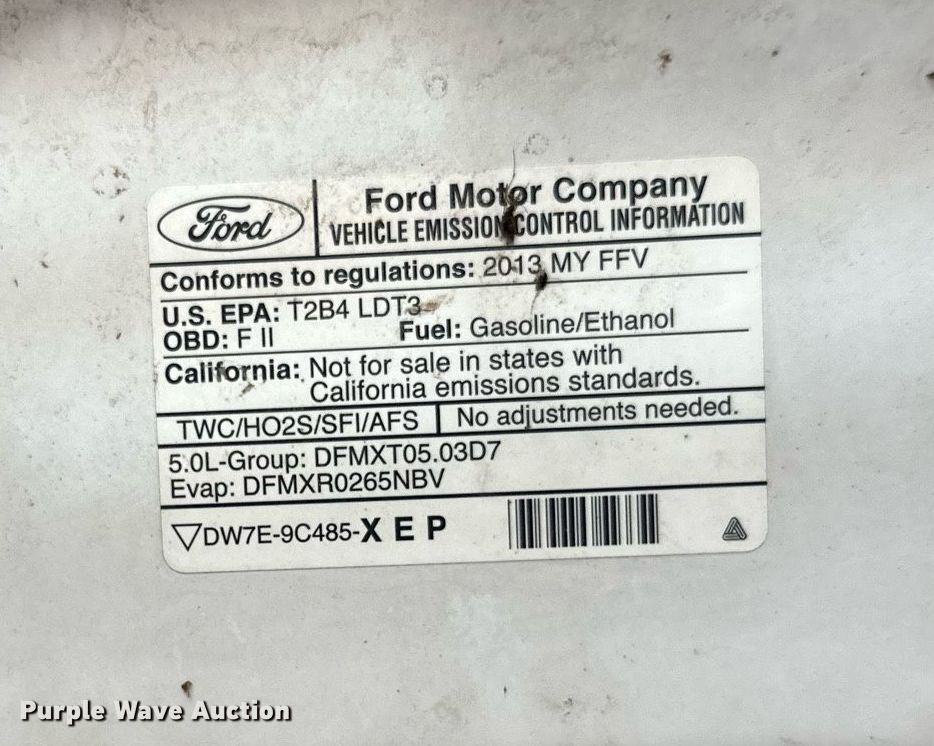 Ford
Ford Motor Company
VEHICLE EMISSION CONTROL INFORMATION
Conforms to regulations: 2013 MY FFV
U.S. EPA: T2B4 LDT3
OBD: F II Fuel: Gasoline/Ethanol
California: Not for sale in states with
California emissions standards.
TWC/HO2S/SFI/AFS No adjustments needed.
5.0L-Group: DFMXT05.03D7
Evap: DFMXR0265NBV
DW7E-9C485-X E P
Purple Wave Auction